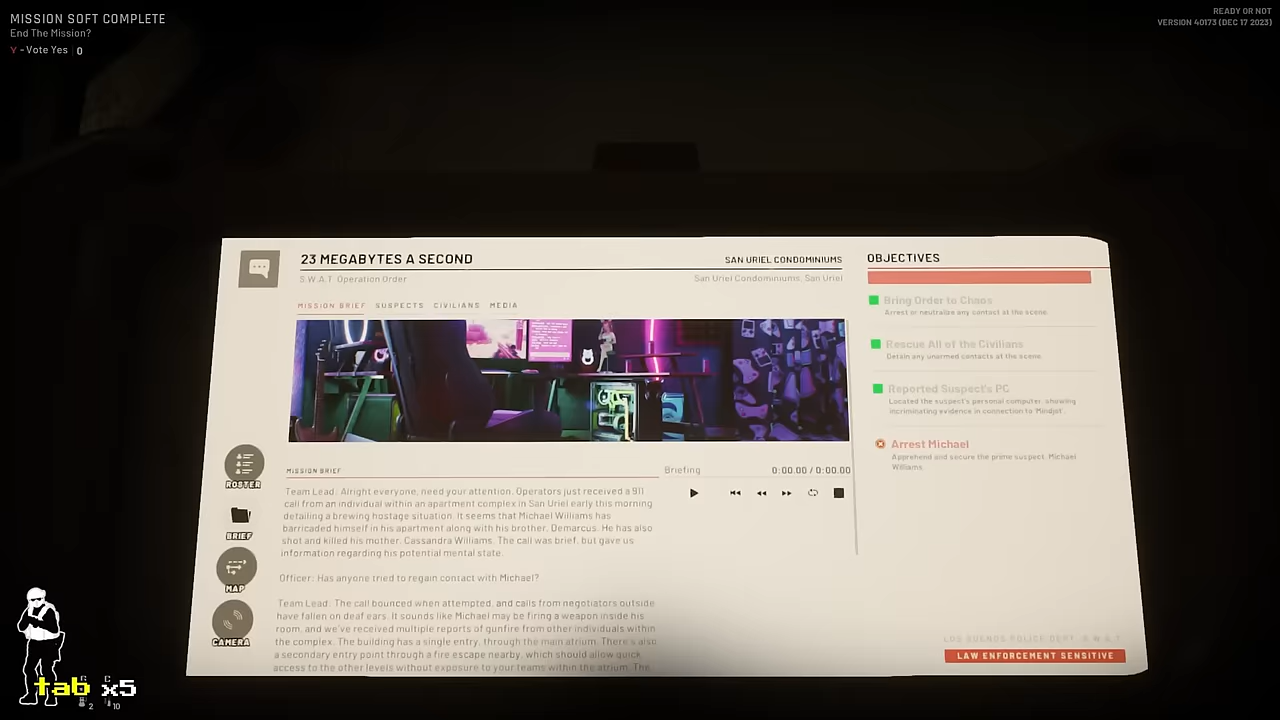 MISSION SOFT COMPLETE
End The Mission?
Y - Vote Yes | 0
READY OR NOT
VERSION 40173 (DEC 17 2023)
23 MEGABYTES A SECOND
SAN URIEL CONDOMINIUMS
S.W.A.T. Operation Order
San Uriel Condominiums, San Uriel
MISSION BRIEF SUSPECTS CIVILIANS MEDIA
MISSION BRIEF
Briefing 0:00.00 / 0:00.00
Team Lead: Alright everyone, need your attention. Operators just received a 911
call from an individual within an apartment complex in San Uriel early this morning
detailing a brewing hostage situation. It seems that Michael Williams has
barricaded himself in his apartment along with his brother, Demarcus. He has also
shot and killed his mother, Cassandra Williams. The call was brief, but gave us
information regarding his potential mental state.
Officer: Has anyone tried to regain contact with Michael?
Team Lead: The call bounced when attempted, and calls from negotiators outside
have fallen on deaf ears. It sounds like Michael may be firing a weapon inside his
room, and we've received multiple reports of gunfire from other individuals within
the complex. The building has a single entry, through the main atrium. There's also
a secondary entry point through a fire escape nearby, which should allow quick
access to the other levels without exposure to your teams within the atrium. The
OBJECTIVES
Bring Order to Chaos
Arrest or neutralize any contact at the scene.
Rescue All of the Civilians
Detain any unarmed contacts at the scene.
Reported Suspect's PC
Located the suspect's personal computer, showing
incriminating evidence in connection to 'Mindjot'.
Arrest Michael
Apprehend and secure the prime suspect, Michael
Williams.
ROSTER
BRIEF
MAP
CAMERA
LOS SUEÑOS POLICE DEPT. S.W.A.T.
LAW ENFORCEMENT SENSITIVE
tab x5
G
2
C
10